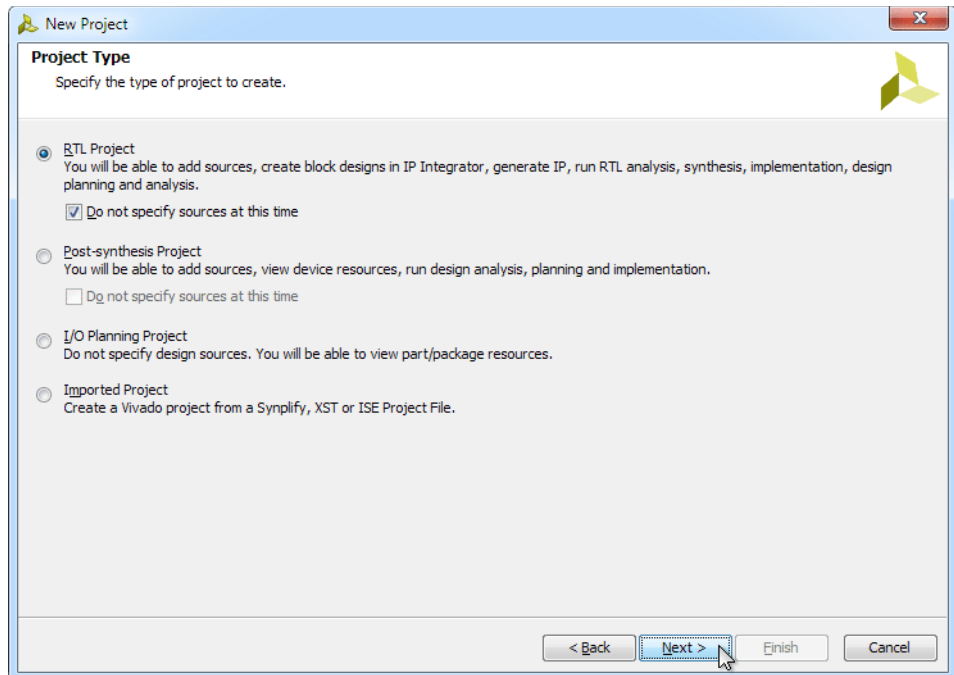 New Project
Project Type
Specify the type of project to create.
RTL Project
You will be able to add sources, create block designs in IP Integrator, generate IP, run RTL analysis, synthesis, implementation, design
planning and analysis.
Do not specify sources at this time
Post-synthesis Project
You will be able to add sources, view device resources, run design analysis, planning and implementation.
Do not specify sources at this time
I/O Planning Project
Do not specify design sources. You will be able to view part/package resources.
Imported Project
Create a Vivado project from a Synplify, XST or ISE Project File.
< Back Next > Finish Cancel